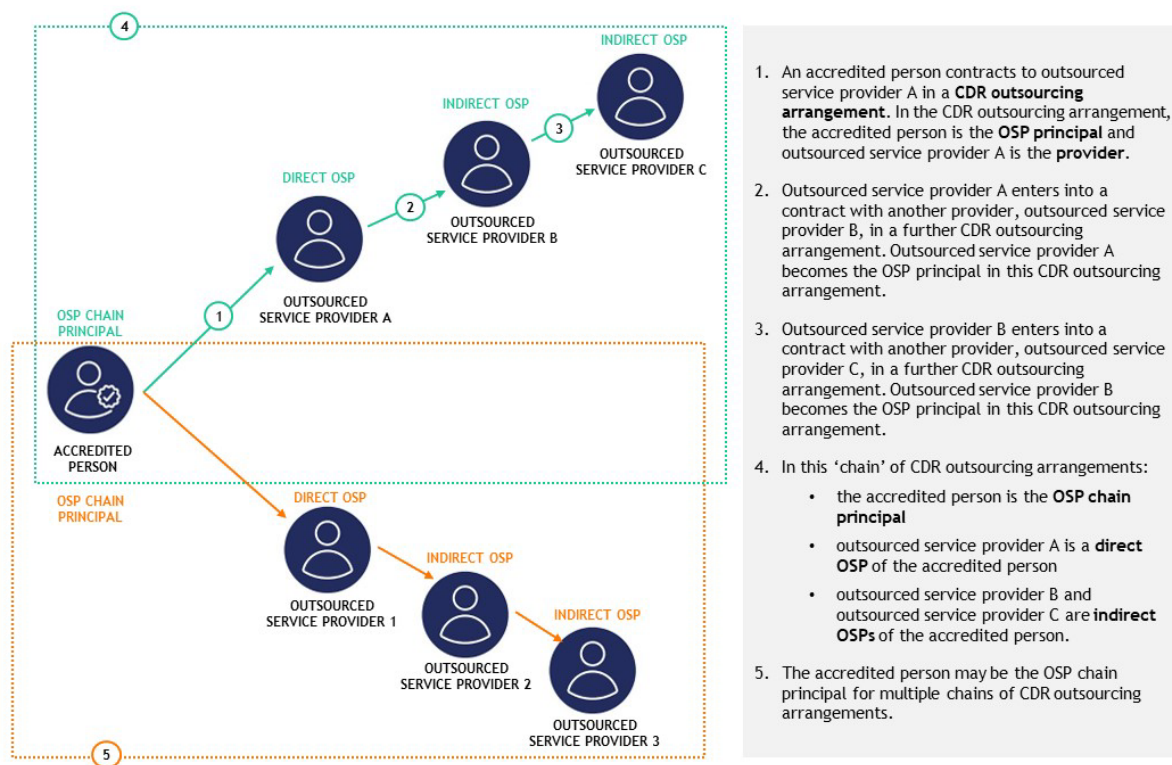 4
INDIRECT OSP
INDIRECT OSP
3
OUTSOURCED
SERVICE PROVIDER C
DIRECT OSP
2
OUTSOURCED
SERVICE PROVIDER B
OUTSOURCED
SERVICE PROVIDER A
1
OSP CHAIN
PRINCIPAL
ACCREDITED
PERSON
OSP CHAIN
PRINCIPAL
DIRECT OSP
INDIRECT OSP
OUTSOURCED
SERVICE PROVIDER 1
INDIRECT OSP
OUTSOURCED
SERVICE PROVIDER 2
OUTSOURCED
SERVICE PROVIDER 3
5
1. An accredited person contracts to outsourced
service provider A in a CDR outsourcing
arrangement. In the CDR outsourcing arrangement,
the accredited person is the OSP principal and
outsourced service provider A is the provider.
2. Outsourced service provider A enters into a
contract with another provider, outsourced service
provider B, in a further CDR outsourcing
arrangement. Outsourced service provider A
becomes the OSP principal in this CDR outsourcing
arrangement.
3. Outsourced service provider B enters into a
contract with another provider, outsourced service
provider C, in a further CDR outsourcing
arrangement. Outsourced service provider B
becomes the OSP principal in this CDR outsourcing
arrangement.
4. In this ‘chain’ of CDR outsourcing arrangements:
• the accredited person is the OSP chain
principal
• outsourced service provider A is a direct
OSP of the accredited person
• outsourced service provider B and
outsourced service provider C are indirect
OSPs of the accredited person.
5. The accredited person may be the OSP chain
principal for multiple chains of CDR outsourcing
arrangements.